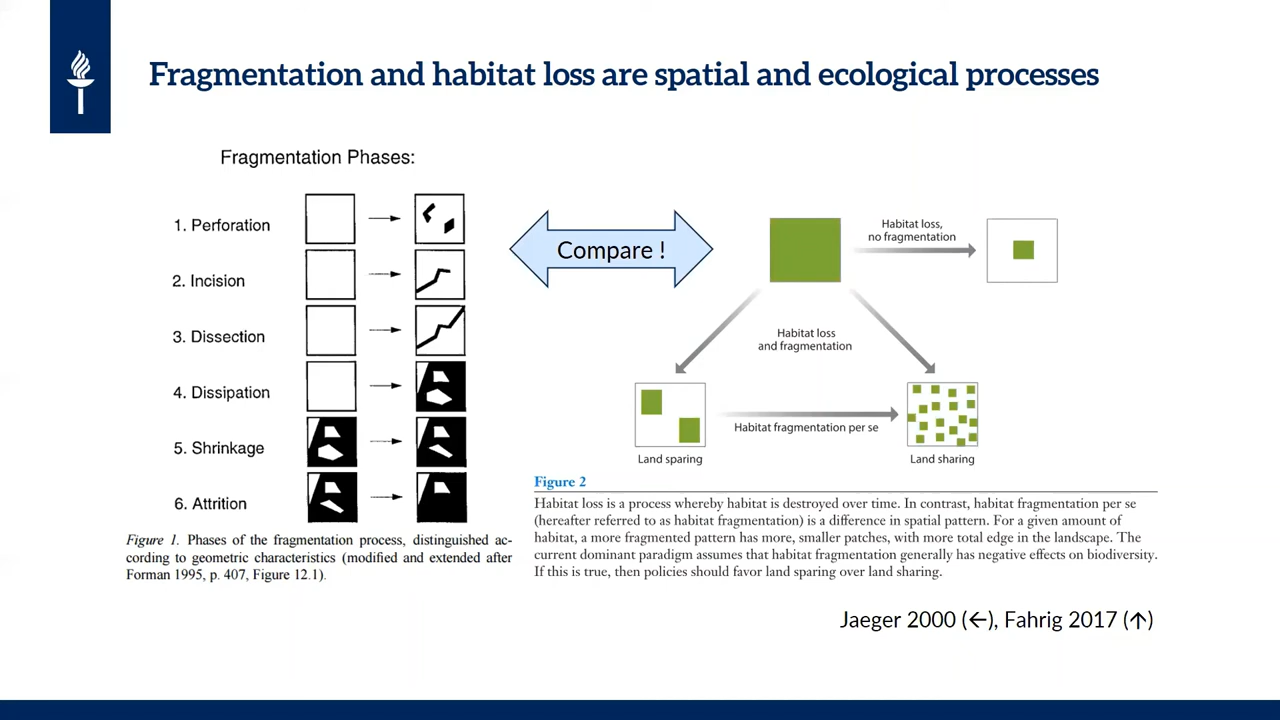 Fragmentation and habitat loss are spatial and ecological processes
Fragmentation Phases:
1. Perforation
2. Incision
3. Dissection
4. Dissipation
5. Shrinkage
6. Attrition
Figure 1. Phases of the fragmentation process, distinguished ac-
cording to geometric characteristics (modified and extended after
Forman 1995, p. 407, Figure 12.1).
Compare !
Habitat loss,
no fragmentation
Habitat loss
and fragmentation
Habitat fragmentation per se
Land sparing
Land sharing
Figure 2
Habitat loss is a process whereby habitat is destroyed over time. In contrast, habitat fragmentation per se
(hereafter referred to as habitat fragmentation) is a difference in spatial pattern. For a given amount of
habitat, a more fragmented pattern has more, smaller patches, with more total edge in the landscape. The
current dominant paradigm assumes that habitat fragmentation generally has negative effects on biodiversity.
If this is true, then policies should favor land sparing over land sharing.
Jaeger 2000 (←), Fahrig 2017 (↑)